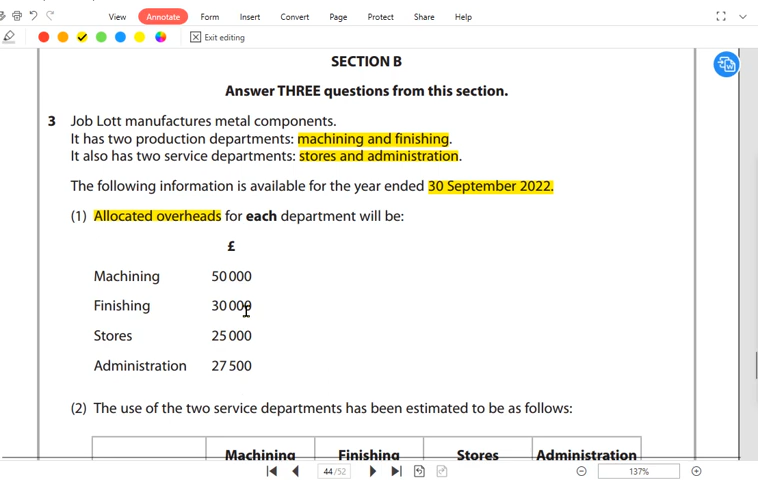 View Annotate Form Insert Convert Page Protect Share Help
Exit editing
SECTION B
Answer THREE questions from this section.
3 Job Lott manufactures metal components.
It has two production departments: machining and finishing.
It also has two service departments: stores and administration.
The following information is available for the year ended 30 September 2022.
(1) Allocated overheads for each department will be:
£
Machining 50 000
Finishing 30 000
Stores 25 000
Administration 27 500
(2) The use of the two service departments has been estimated to be as follows:
Machining Finishing Stores Administration
44 /52 137%